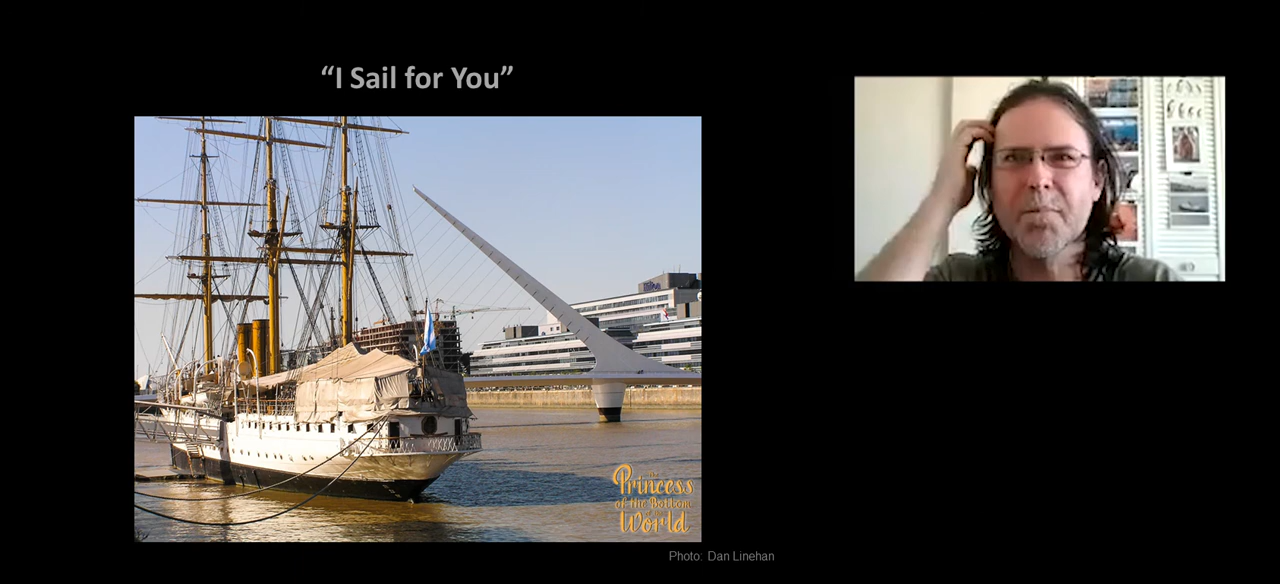 “I Sail for You”
The
Princess
of the Bottom
of the
World
Photo: Dan Linehan